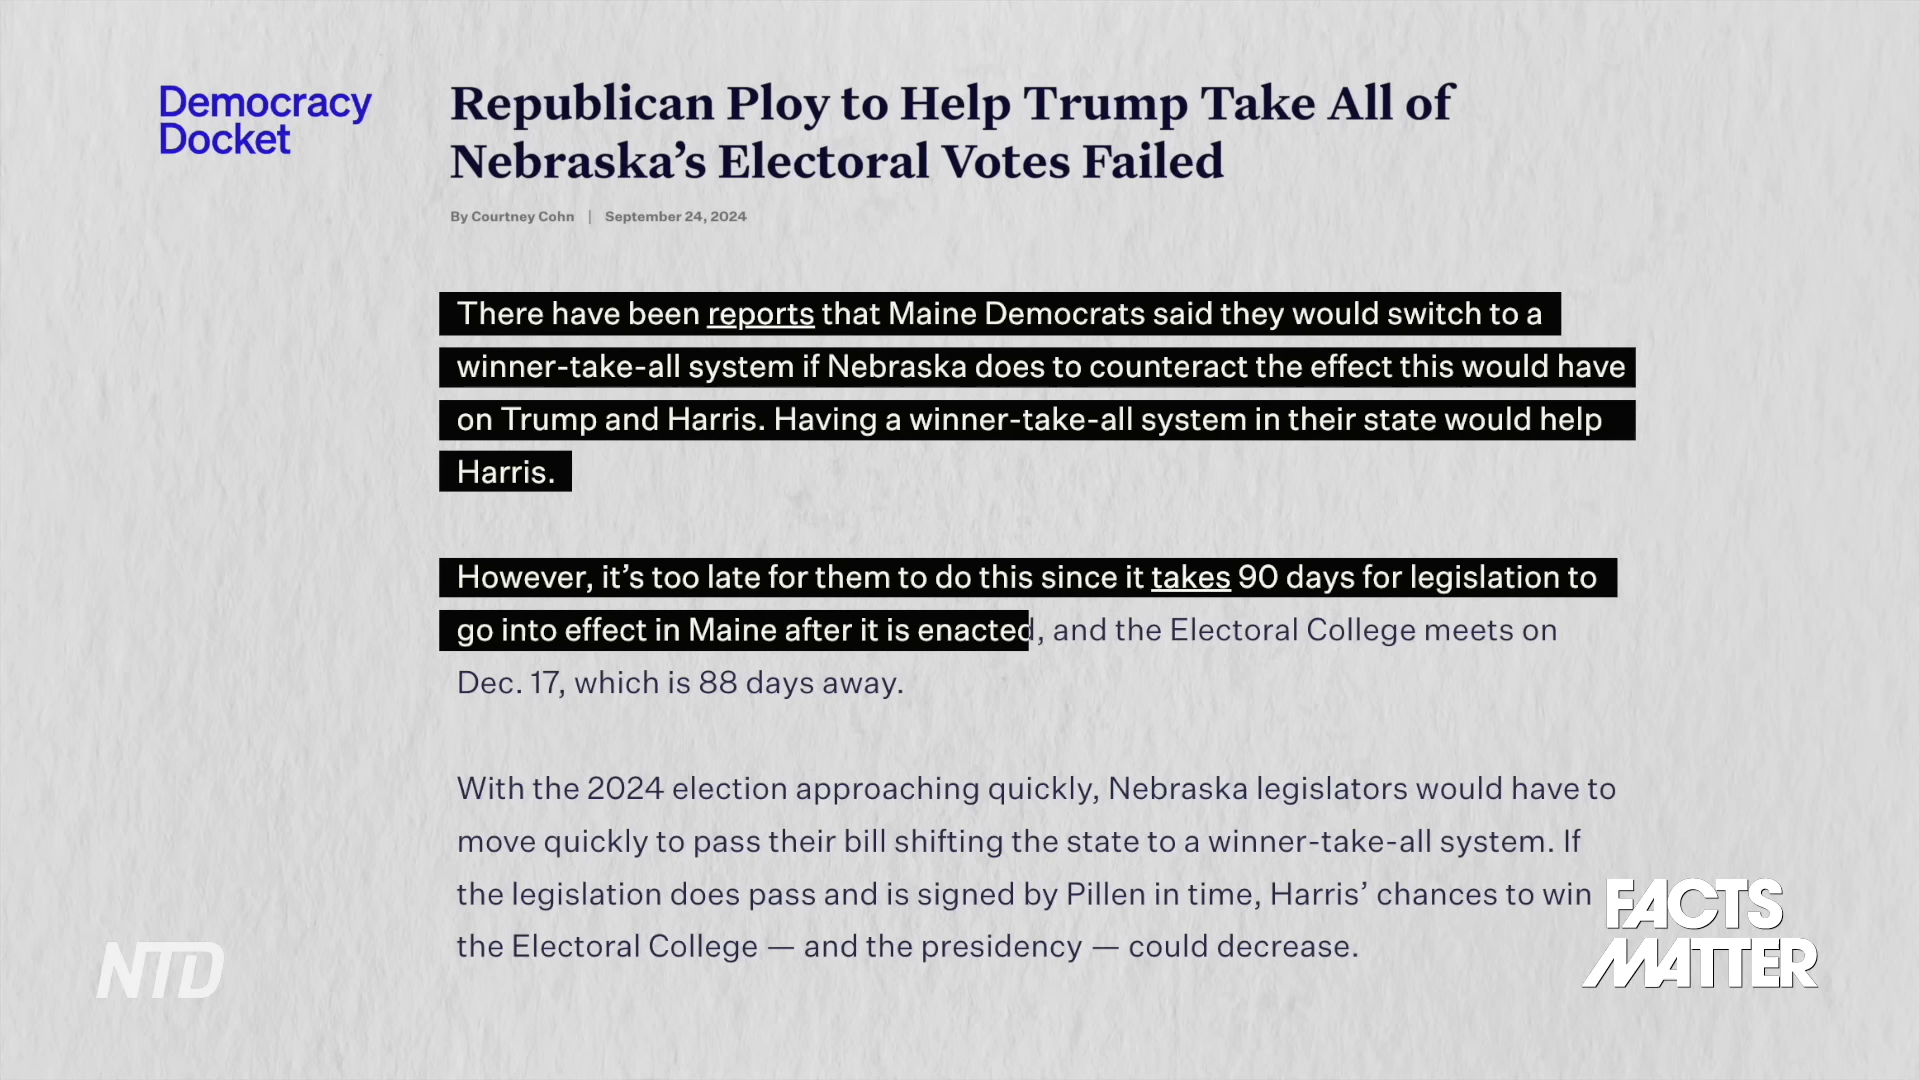 Democracy
Docket
Republican Ploy to Help Trump Take All of
Nebraska’s Electoral Votes Failed
By Courtney Cohn | September 24, 2024
There have been reports that Maine Democrats said they would switch to a
winner-take-all system if Nebraska does to counteract the effect this would have
on Trump and Harris. Having a winner-take-all system in their state would help
Harris.
However, it’s too late for them to do this since it takes 90 days for legislation to
go into effect in Maine after it is enacted, and the Electoral College meets on
Dec. 17, which is 88 days away.
With the 2024 election approaching quickly, Nebraska legislators would have to
move quickly to pass their bill shifting the state to a winner-take-all system. If
the legislation does pass and is signed by Pillen in time, Harris’ chances to win
the Electoral College — and the presidency — could decrease.
NTD
FACTS
MATTER